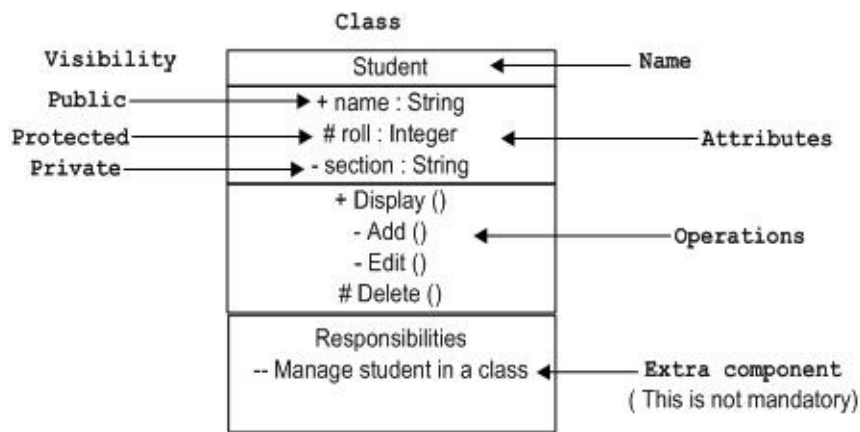 Class
Visibility
Student
Name
Public
+ name : String
Protected
# roll : Integer
Attributes
Private
- section : String
+ Display ()
- Add ()
Operations
- Edit ()
# Delete ()
Responsibilities
-- Manage student in a class
Extra component
( This is not mandatory)